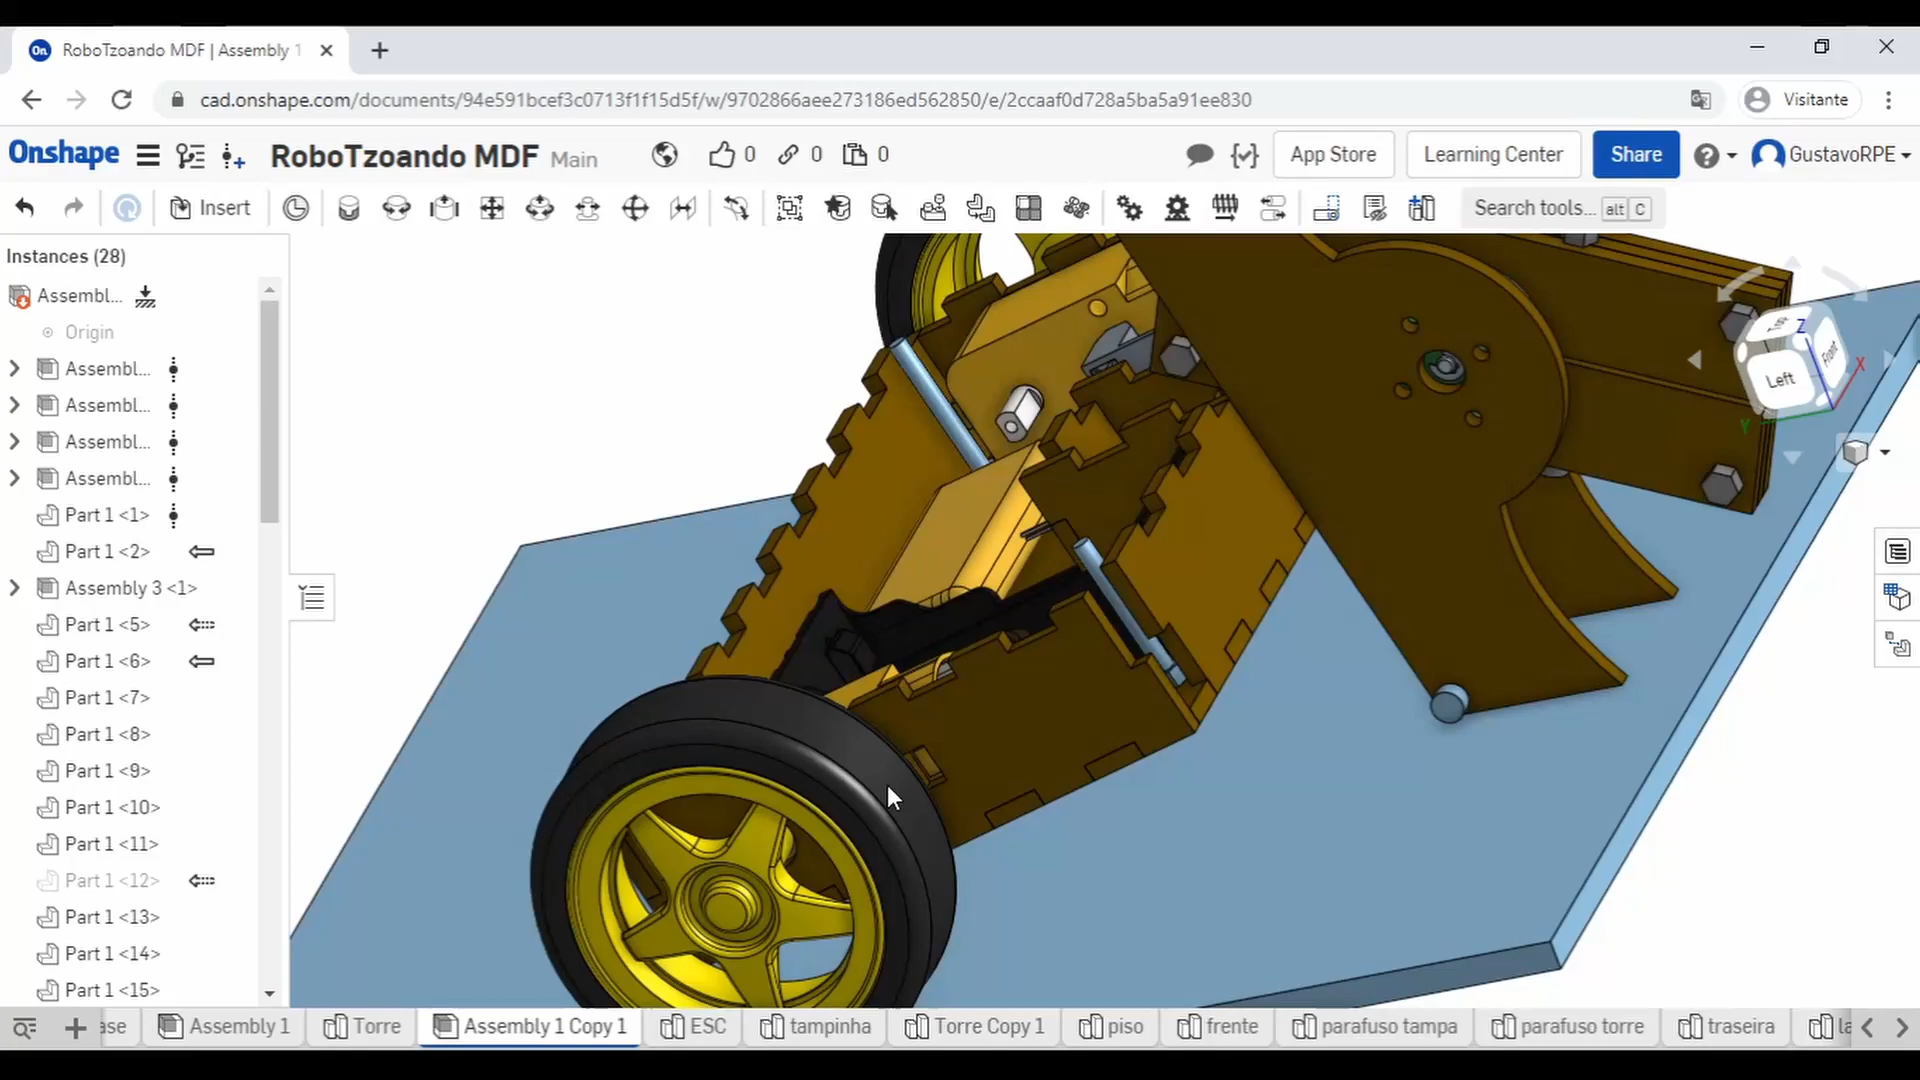 On RoboTzoando MDF | Assembly 1
cad.onshape.com/documents/94e591bcef3c0713f1f15d5f/w/9702866aee273186ed562850/e/2ccaaf0d728a5ba5a91ee830
Visitante
Onshape RoboTzoando MDF Main 0 0 0 App Store Learning Center Share GustavoRPE
Insert Search tools... alt C
Instances (28)
Assembl...
Origin
Assembl...
Assembl...
Assembl...
Assembl...
Part 1 <1>
Part 1 <2>
Assembly 3 <1>
Part 1 <5>
Part 1 <6>
Part 1 <7>
Part 1 <8>
Part 1 <9>
Part 1 <10>
Part 1 <11>
Part 1 <12>
Part 1 <13>
Part 1 <14>
Part 1 <15>
Z
Front
X
Left
Y
ase Assembly 1 Torre Assembly 1 Copy 1 ESC tampinha Torre Copy 1 piso frente parafuso tampa parafuso torre traseira